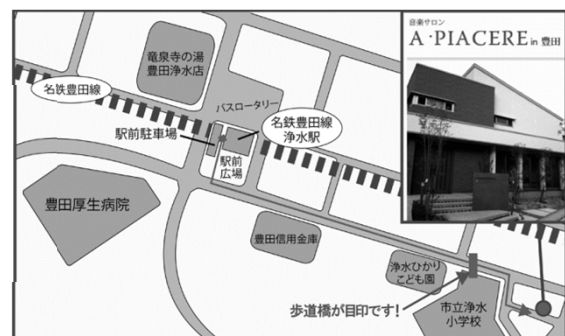 竜泉寺の湯
豊田浄水店
名鉄豊田線
バスロータリー
名鉄豊田線
浄水駅
駅前駐車場
駅前
広場
豊田厚生病院
豊田信用金庫
浄水ひかり
こども園
歩道橋が目印です!
市立浄水
小学校
音楽サロン
A・PIACERE in 豊田